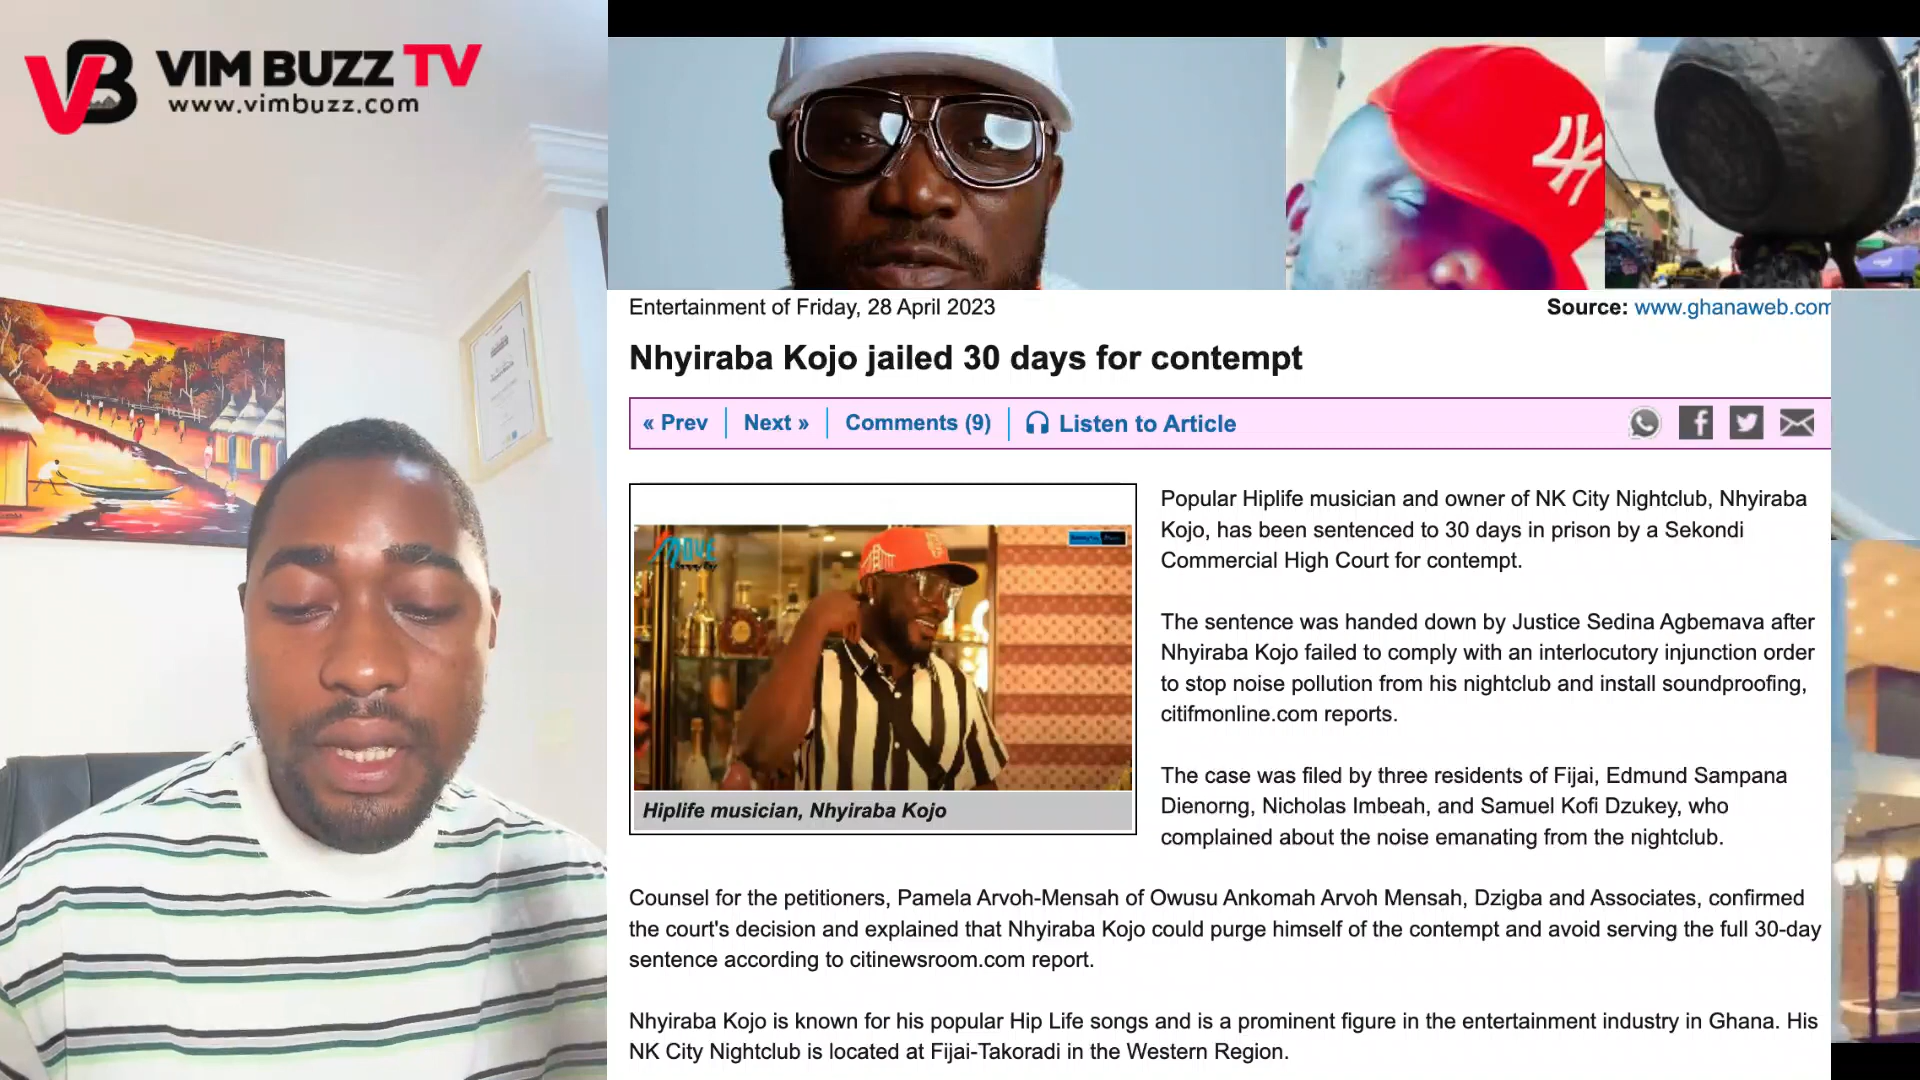 VB VIM BUZZ TV
www.vimbuzz.com
Entertainment of Friday, 28 April 2023
Source: www.ghanaweb.com
Nhyiraba Kojo jailed 30 days for contempt
« Prev
Next »
Comments (9)
Listen to Article
Hiplife musician, Nhyiraba Kojo
Popular Hiplife musician and owner of NK City Nightclub, Nhyiraba
Kojo, has been sentenced to 30 days in prison by a Sekondi
Commercial High Court for contempt.
The sentence was handed down by Justice Sedina Agbemava after
Nhyiraba Kojo failed to comply with an interlocutory injunction order
to stop noise pollution from his nightclub and install soundproofing,
citifmonline.com reports.
The case was filed by three residents of Fijai, Edmund Sampana
Dienorng, Nicholas Imbeah, and Samuel Kofi Dzukey, who
complained about the noise emanating from the nightclub.
Counsel for the petitioners, Pamela Arvoh-Mensah of Owusu Ankomah Arvoh Mensah, Dzigba and Associates, confirmed
the court's decision and explained that Nhyiraba Kojo could purge himself of the contempt and avoid serving the full 30-day
sentence according to citinewsroom.com report.
Nhyiraba Kojo is known for his popular Hip Life songs and is a prominent figure in the entertainment industry in Ghana. His
NK City Nightclub is located at Fijai-Takoradi in the Western Region.